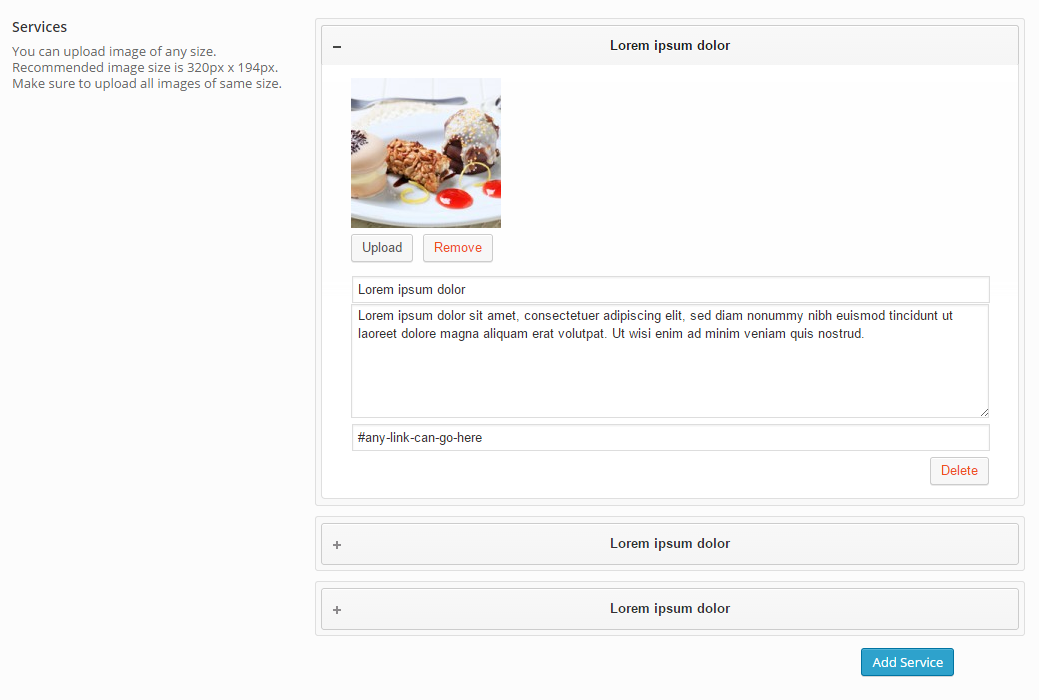 Services
You can upload image of any size.
Recommended image size is 320px x 194px.
Make sure to upload all images of same size.
Lorem ipsum dolor
Upload
Remove
Lorem ipsum dolor
Lorem ipsum dolor sit amet, consectetuer adipiscing elit, sed diam nonummy nibh euismod tincidunt ut
laoreet dolore magna aliquam erat volutpat. Ut wisi enim ad minim veniam quis nostrud.
#any-link-can-go-here
Delete
Lorem ipsum dolor
Lorem ipsum dolor
Add Service